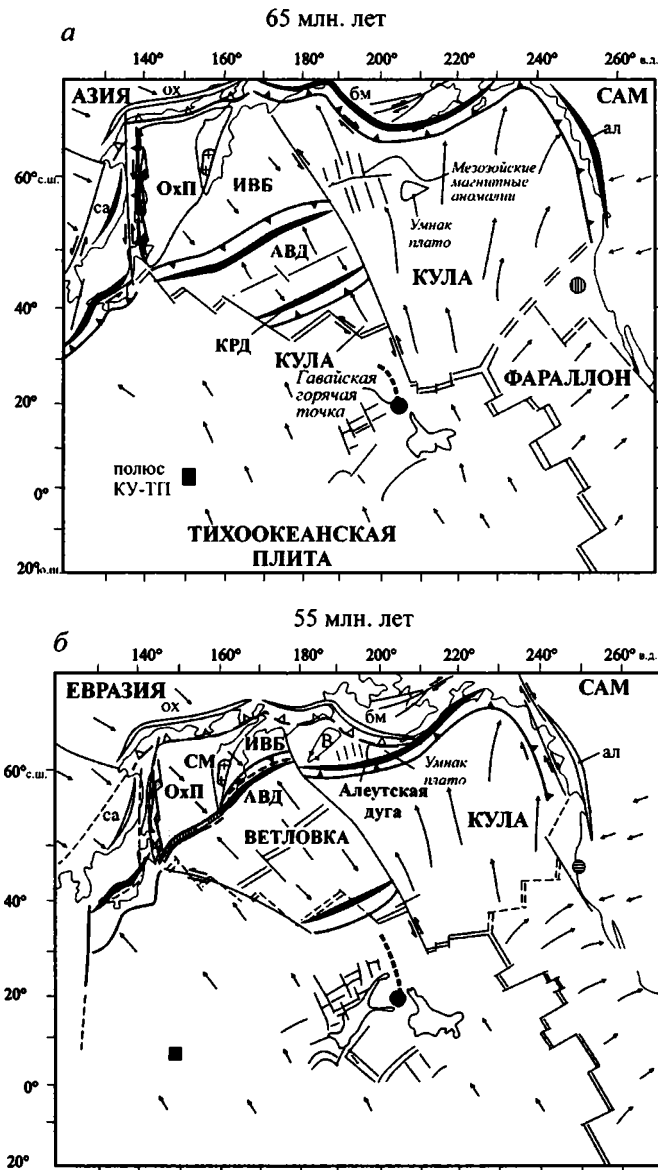 65 млн. лет
а
140° 160° 180° 200° 220° 240° 260° в.д.
АЗИЯ
ох
бм
САМ
ал
60° с.ш.
са
ОхП
ИВБ
Мезозойские
магнитные
аномалии
Умнак
плато
АВД
КУЛА
40°
КРД
КУЛА
Гавайская
горячая
точка
ФАРАЛЛОН
20°
полюс
КУ-ТП
0°
ТИХООКЕАНСКАЯ
ПЛИТА
20° ю.ш.
55 млн. лет
б
140° 160° 180° 200° 220° 240° 260° в.д.
ЕВРАЗИЯ
ох
бм
САМ
ал
В
ИВБ
СМ
60° с.ш.
ОхП
са
АВД
Умнак
плато
Алеутская
дуга
КУЛА
ВЕТЛОВКА
40°
20°
0°
20°